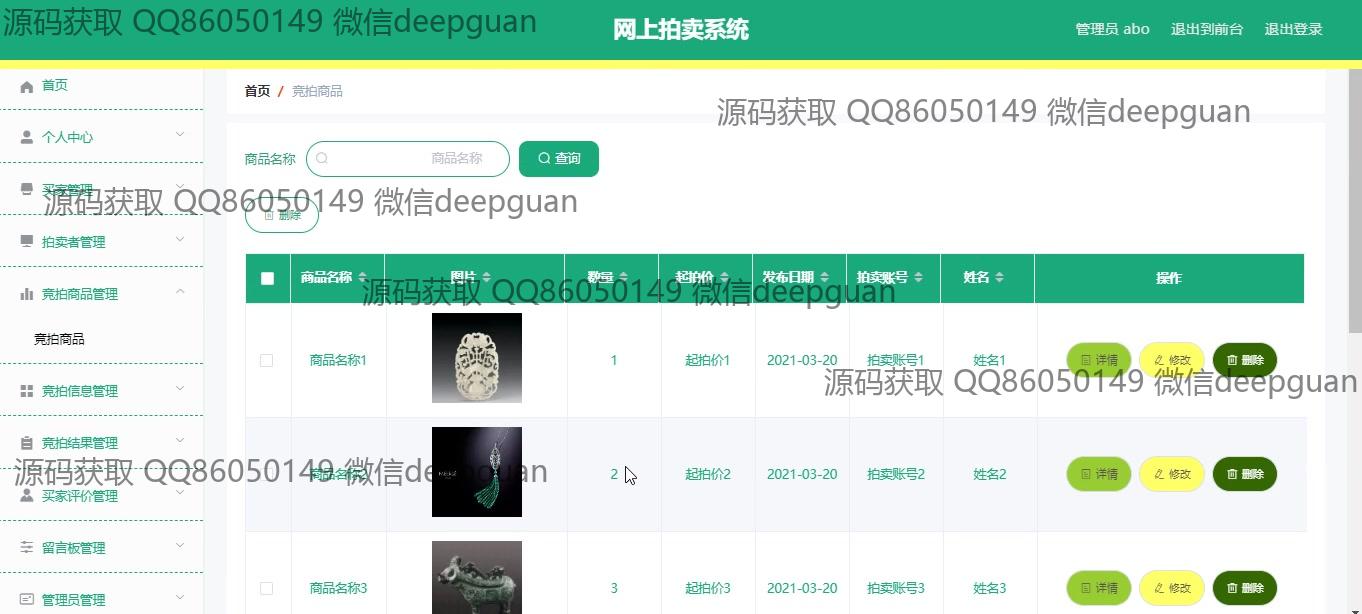 源码获取 QQ86050149 微信deepguan
网上拍卖系统
管理员 abo 退出到前台 退出登录
首页
个人中心
买家管理
拍卖者管理
竞拍商品管理
竞拍商品
竞拍信息管理
竞拍结果管理
买家评价管理
留言板管理
管理员管理
首页 / 竞拍商品
源码获取 QQ86050149 微信deepguan
商品名称 商品名称 查询
源码获取 QQ86050149 微信deepguan
删除
商品名称 图片 数量 起拍价 发布日期 拍卖账号 姓名 操作
源码获取 QQ86050149 微信deepguan
商品名称1 1 起拍价1 2021-03-20 拍卖账号1 姓名1 详情 修改 删除
源码获取 QQ86050149 微信deepguan
商品名称2 2 起拍价2 2021-03-20 拍卖账号2 姓名2 详情 修改 删除
源码获取 QQ86050149 微信deepguan
商品名称3 3 起拍价3 2021-03-20 拍卖账号3 姓名3 详情 修改 删除